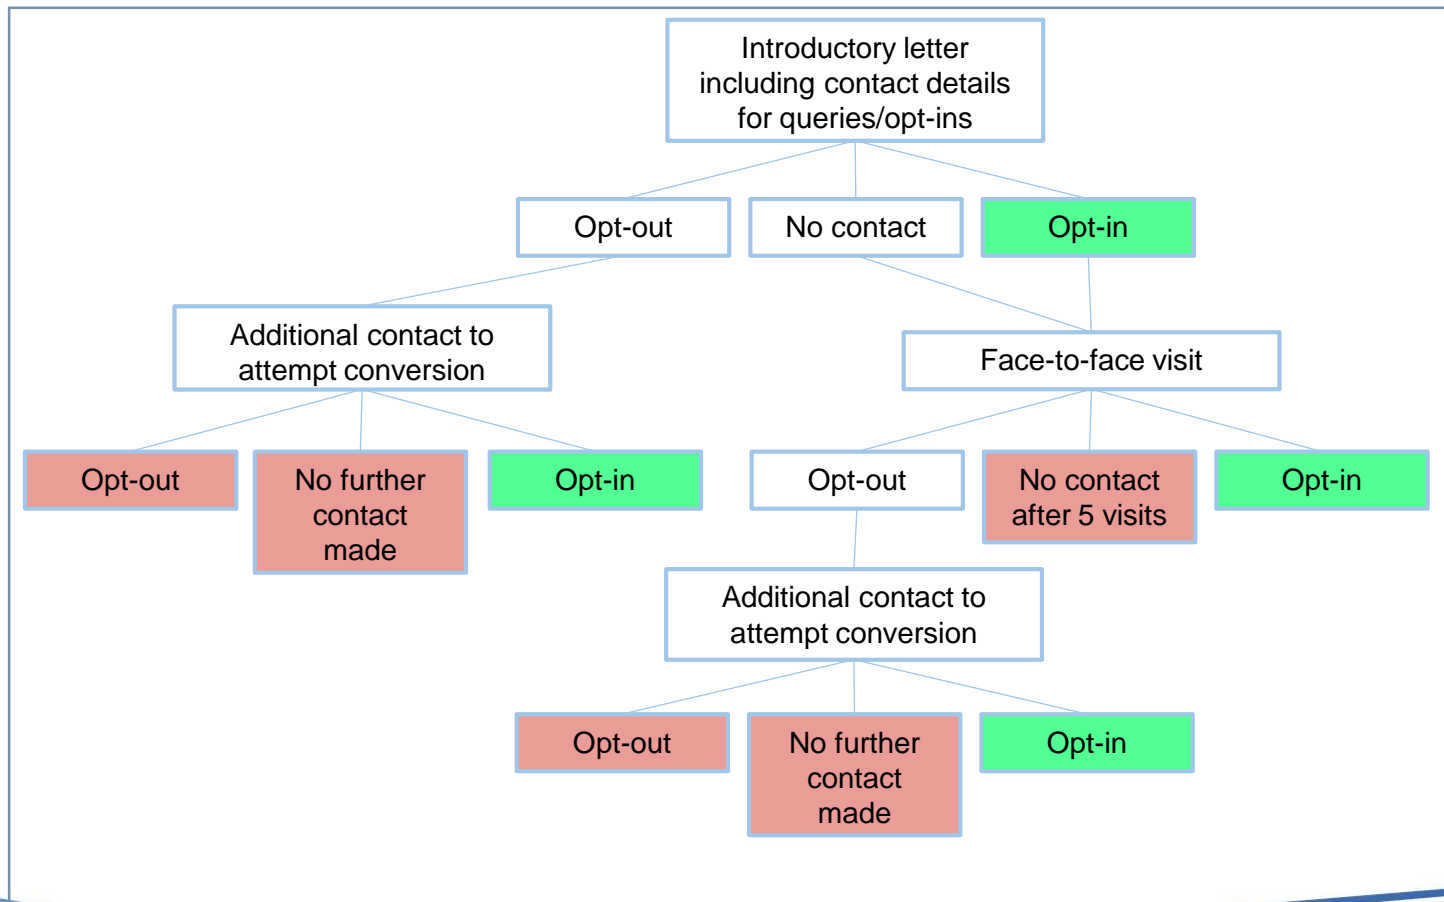 Introductory letter
including contact details
for queries/opt-ins
Opt-out
No contact
Opt-in
Additional contact to
attempt conversion
Face-to-face visit
Opt-out
No further
contact
made
Opt-in
Opt-out
No contact
after 5 visits
Opt-in
Additional contact to
attempt conversion
Opt-out
No further
contact
made
Opt-in